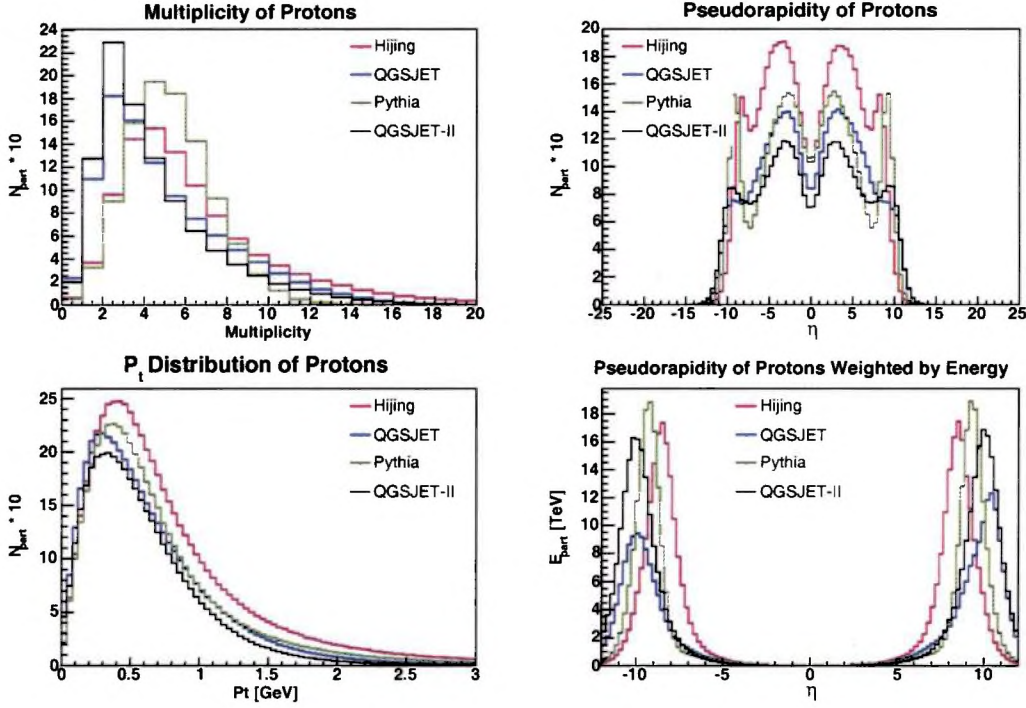 Multiplicity of Protons
N_part * 10
24
22
20
18
16
14
12
10
8
6
4
2
0
Hijing
QGSJET
Pythia
QGSJET-II
0 2 4 6 8 10 12 14 16 18 20
Multiplicity
Pseudorapidity of Protons
N_part * 10
20
18
16
14
12
10
8
6
4
2
0
Hijing
QGSJET
Pythia
QGSJET-II
-25 -20 -15 -10 -5 0 5 10 15 20 25
η
P_t Distribution of Protons
N_part * 10
25
20
15
10
5
0
Hijing
QGSJET
Pythia
QGSJET-II
0 0.5 1 1.5 2 2.5 3
Pt [GeV]
Pseudorapidity of Protons Weighted by Energy
E_part [TeV]
18
16
14
12
10
8
6
4
2
0
Hijing
QGSJET
Pythia
QGSJET-II
-10 -5 0 5 10
η